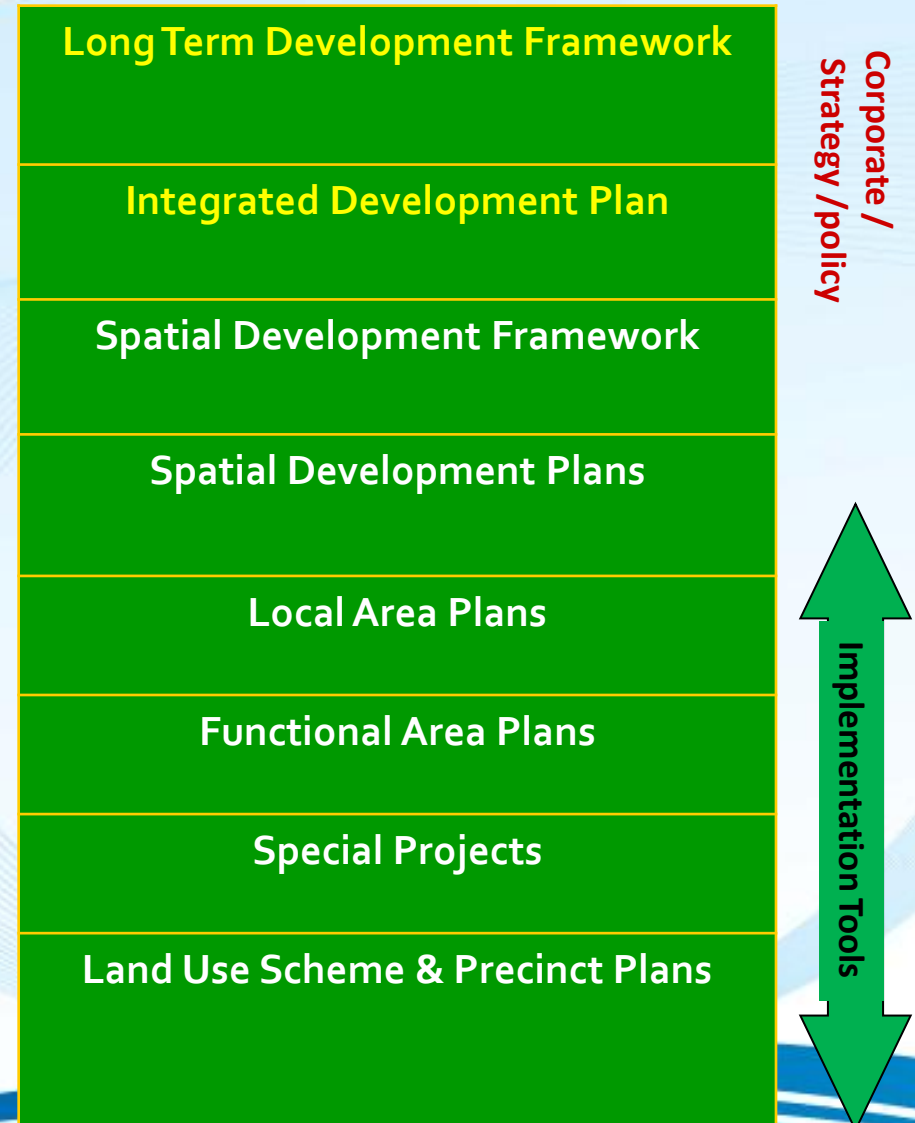 Long Term Development Framework
Integrated Development Plan
Spatial Development Framework
Spatial Development Plans
Local Area Plans
Functional Area Plans
Special Projects
Land Use Scheme & Precinct Plans
Corporate /
Strategy /policy
Implementation Tools